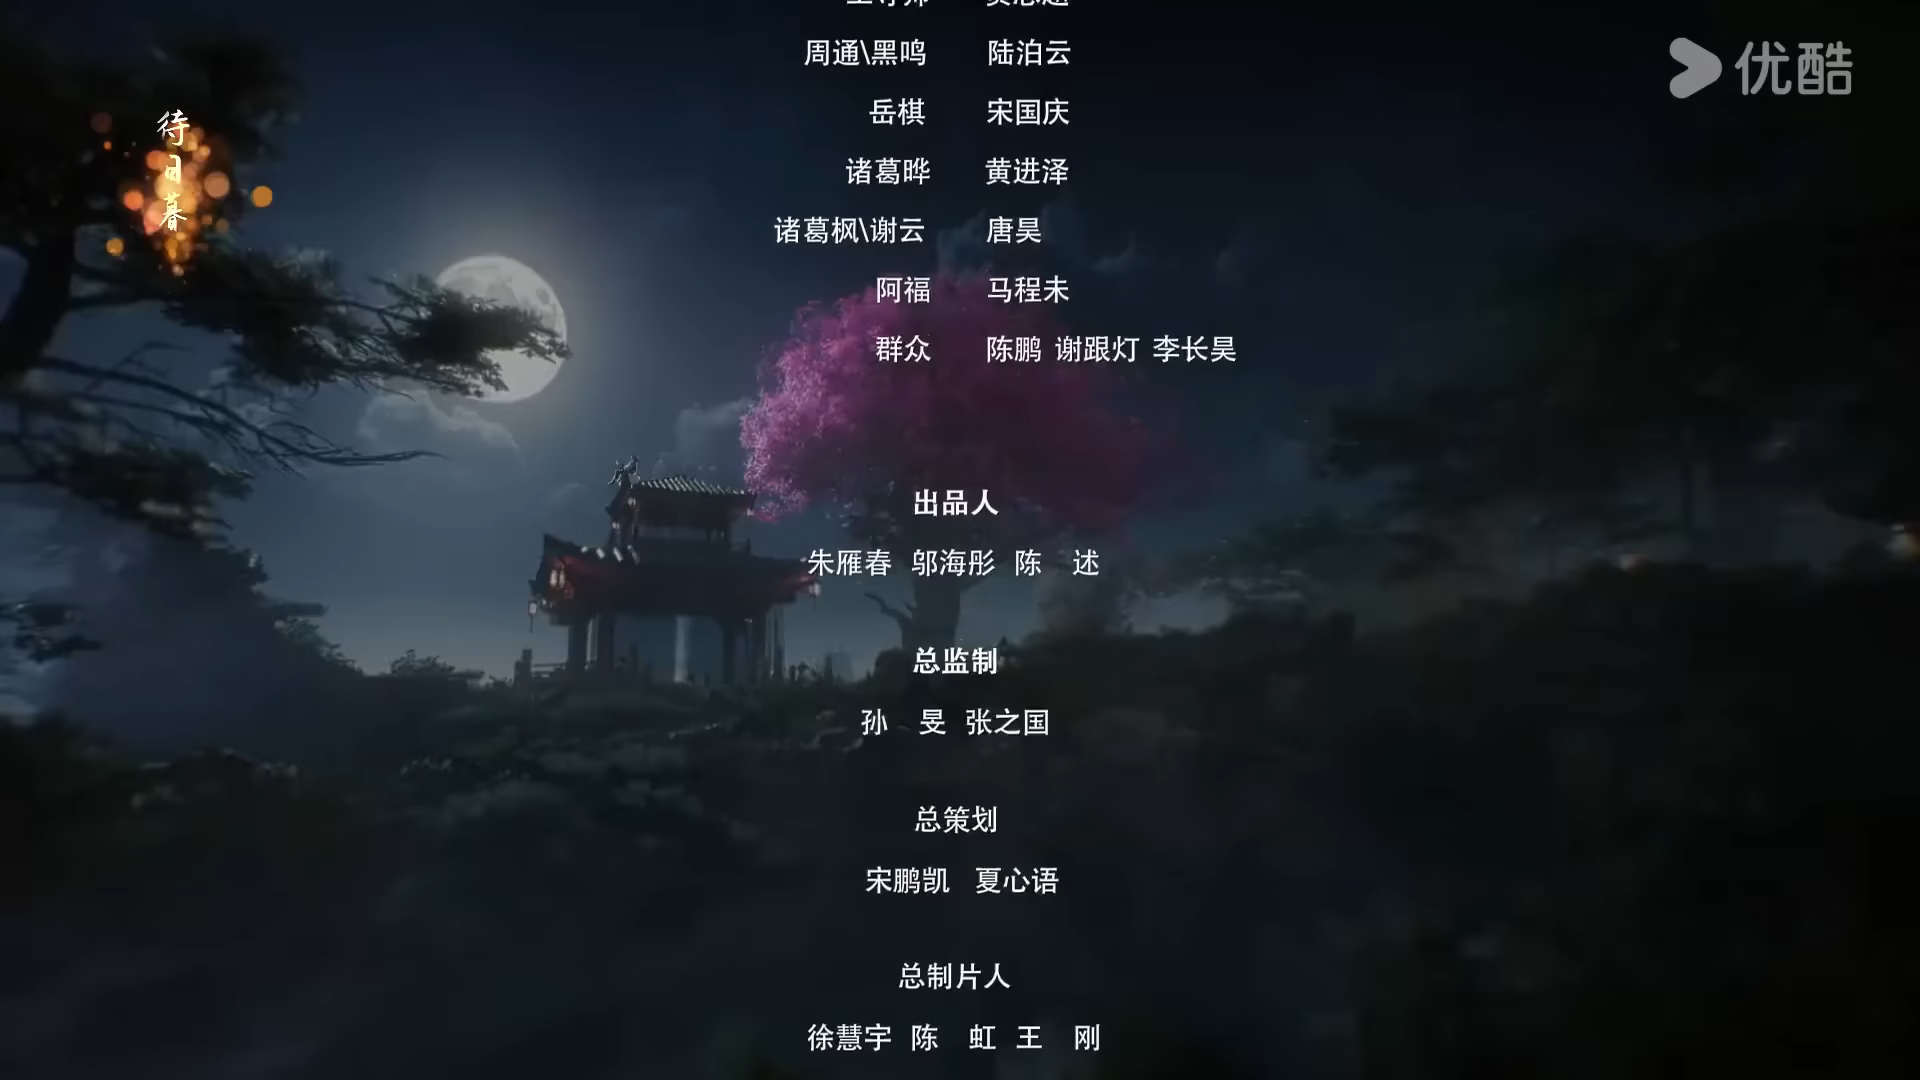 周通\黑鸣 陆泊云
岳棋 宋国庆
诸葛晔 黄进泽
诸葛枫\谢云 唐昊
阿福 马程未
群众 陈鹏 谢跟灯 李长昊
出品人
朱雁春 邬海彤 陈 述
总监制
孙 旻 张之国
总策划
宋鹏凯 夏心语
总制片人
徐慧宇 陈 虹 王 刚
待日暮
优酷